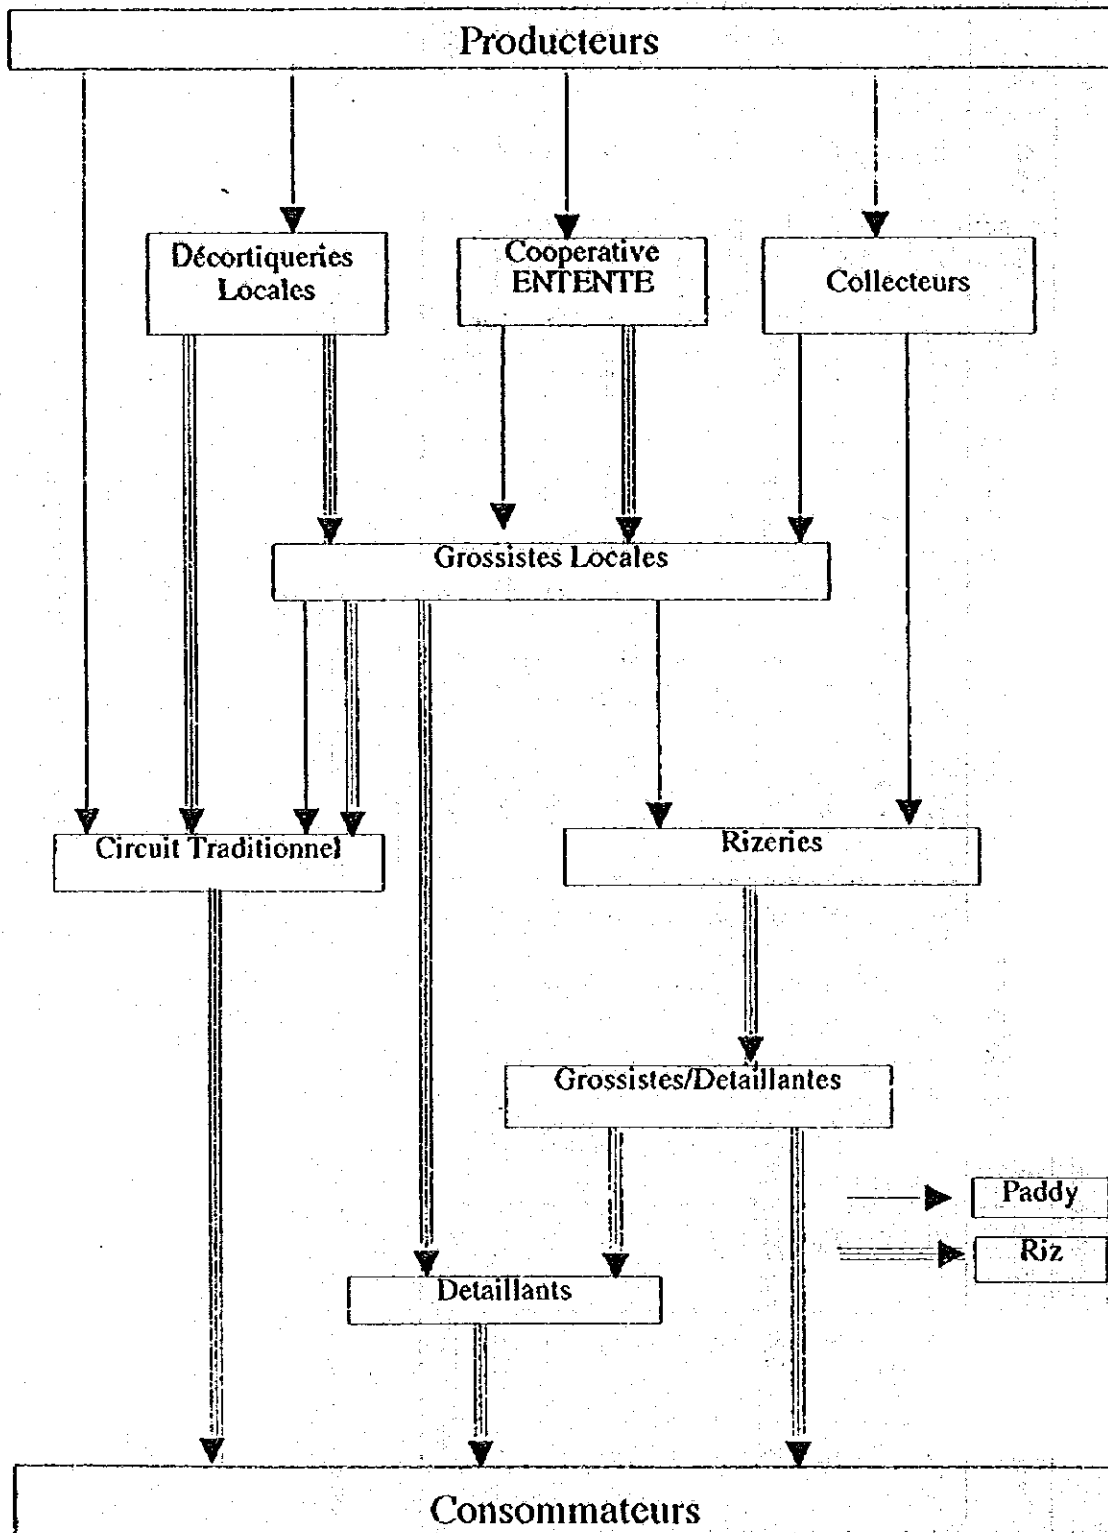 Producteurs
Décortiqueries
Locales
Cooperative
ENTENTE
Collecteurs
Grossistes Locales
Circuit Traditionnel
Rizeries
Grossistes/Detaillantes
Paddy
Riz
Detaillants
Consommateurs